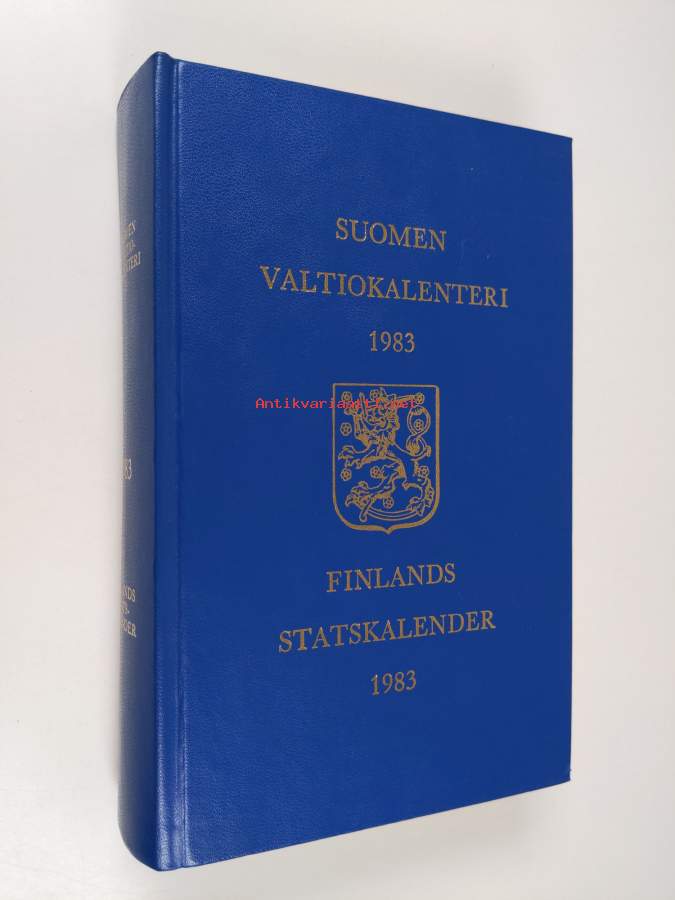 SUOMEN
VALTIOKALENTERI
1983
Antikvariaatti.net
FINLANDS
STATSKALENDER
1983